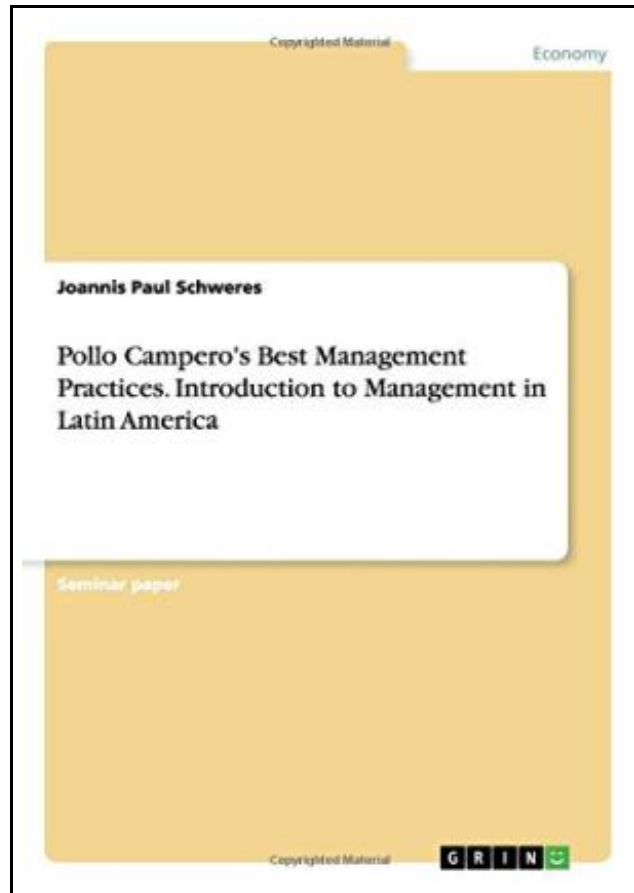 Copyrighted Material
Economy
Joannis Paul Schweres
Pollo Campero's Best Management
Practices. Introduction to Management in
Latin America
Seminar paper
Copyrighted Material
GRIN